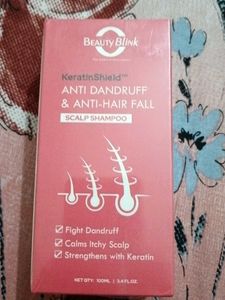 BEAUTY Blink
KeratinShield™
ANTI DANDRUFF
& ANTI-HAIR FALL
SCALP SHAMPOO
Fight Dandruff
Calms Itchy Scalp
Strengthens with Keratin
NET QTY: 100ML | 3.4 FL.OZ.